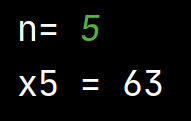 n= 5
x5 = 63